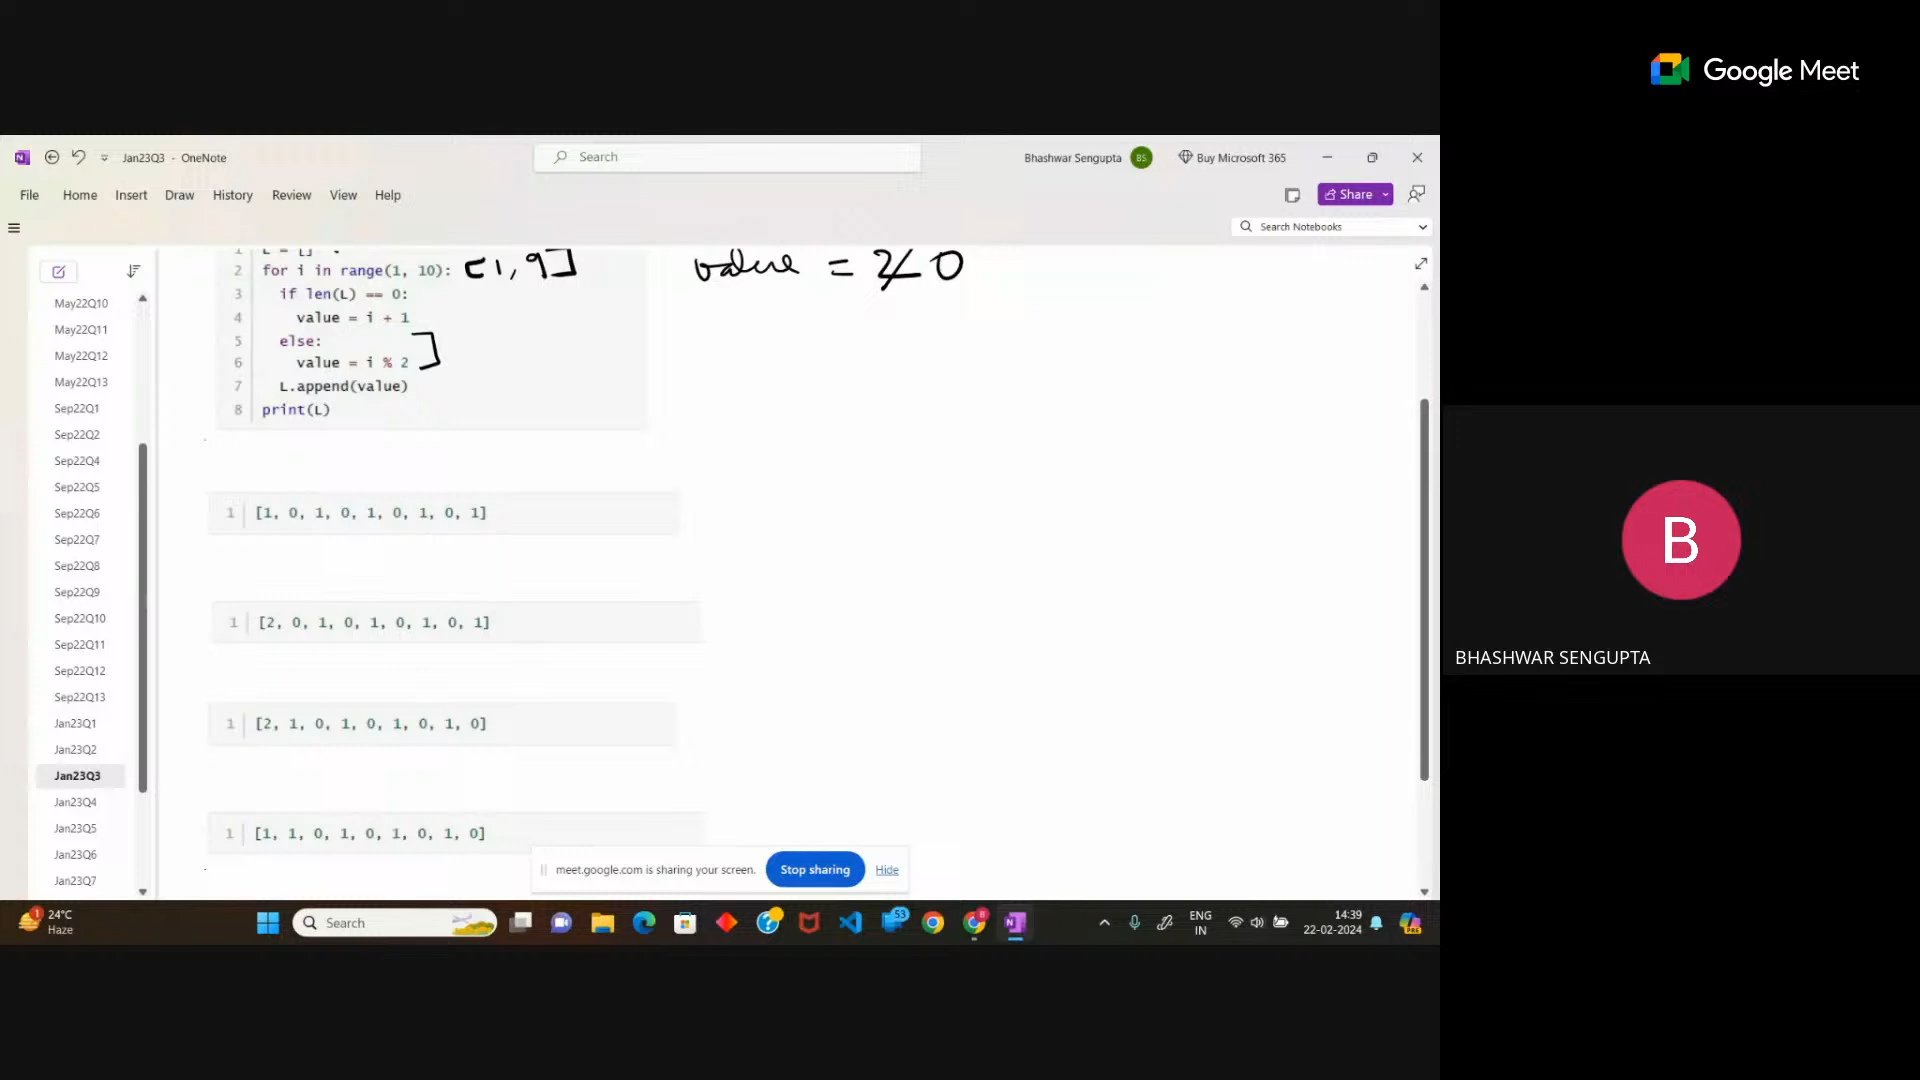 Google Meet
Jan23Q3 - OneNote
Search
Bhashwar Sengupta
BS
Buy Microsoft 365
File Home Insert Draw History Review View Help
Share
Search Notebooks
May22Q10
May22Q11
May22Q12
May22Q13
Sep22Q1
Sep22Q2
Sep22Q4
Sep22Q5
Sep22Q6
Sep22Q7
Sep22Q8
Sep22Q9
Sep22Q10
Sep22Q11
Sep22Q12
Sep22Q13
Jan23Q1
Jan23Q2
Jan23Q3
Jan23Q4
Jan23Q5
Jan23Q6
Jan23Q7
1 L = []
2 for i in range(1, 10): [1, 9]
value = 2 0
3 if len(L) == 0:
4 value = i + 1
5 else:
6 value = i % 2
7 L.append(value)
8 print(L)
1 [1, 0, 1, 0, 1, 0, 1, 0, 1]
1 [2, 0, 1, 0, 1, 0, 1, 0, 1]
1 [2, 1, 0, 1, 0, 1, 0, 1, 0]
1 [1, 1, 0, 1, 0, 1, 0, 1, 0]
meet.google.com is sharing your screen. Stop sharing Hide
B
BHASHWAR SENGUPTA
1
24°C
Haze
Search
53
B
ENG
IN
14:39
22-02-2024
PRE